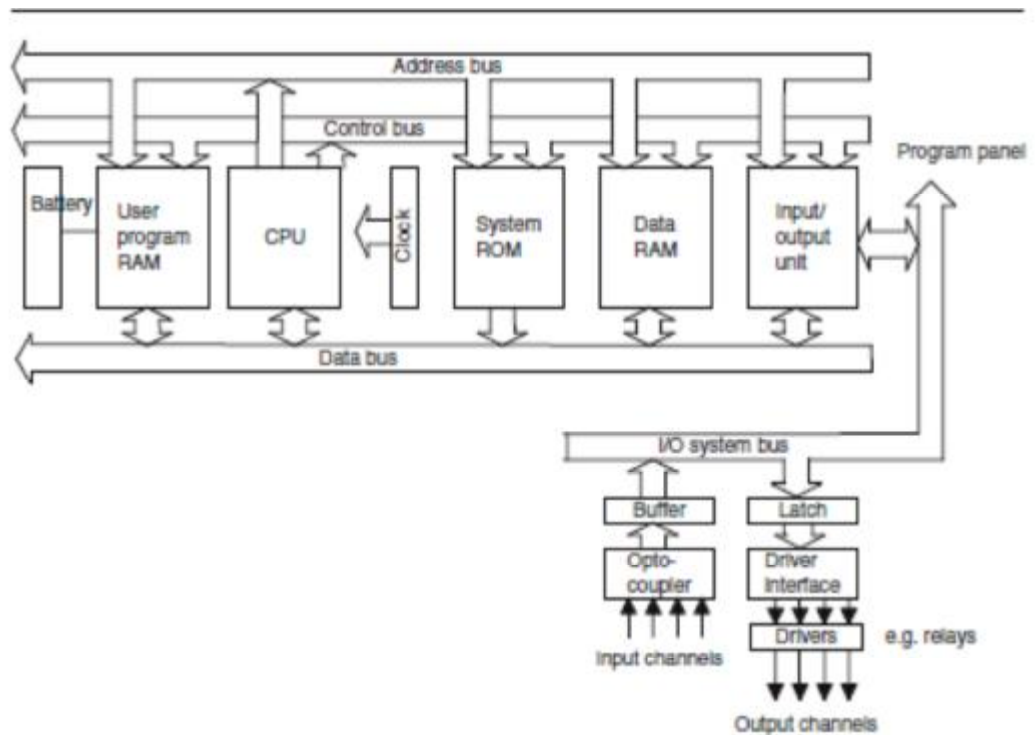 Address bus
Control bus
Program panel
Battery
User
program
RAM
CPU
Clock
System
ROM
Data
RAM
Input/
output
unit
Data bus
I/O system bus
Buffer
Latch
Opto-
coupler
Driver
Interface
Input channels
Drivers
e.g. relays
Output channels